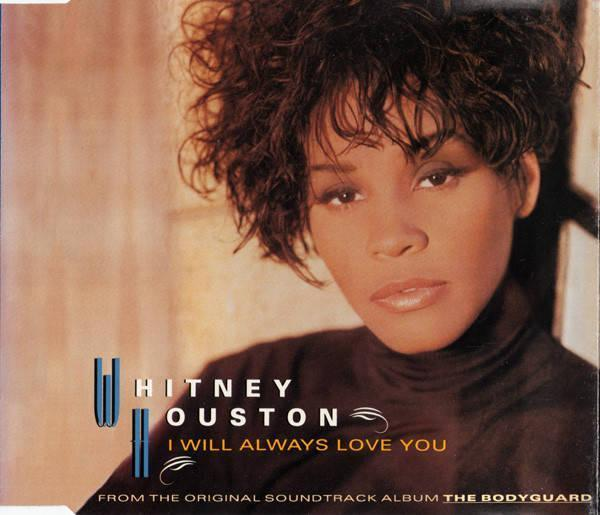 WHITNEY
HOUSTON
I WILL ALWAYS LOVE YOU
FROM THE ORIGINAL SOUNDTRACK ALBUM THE BODYGUARD